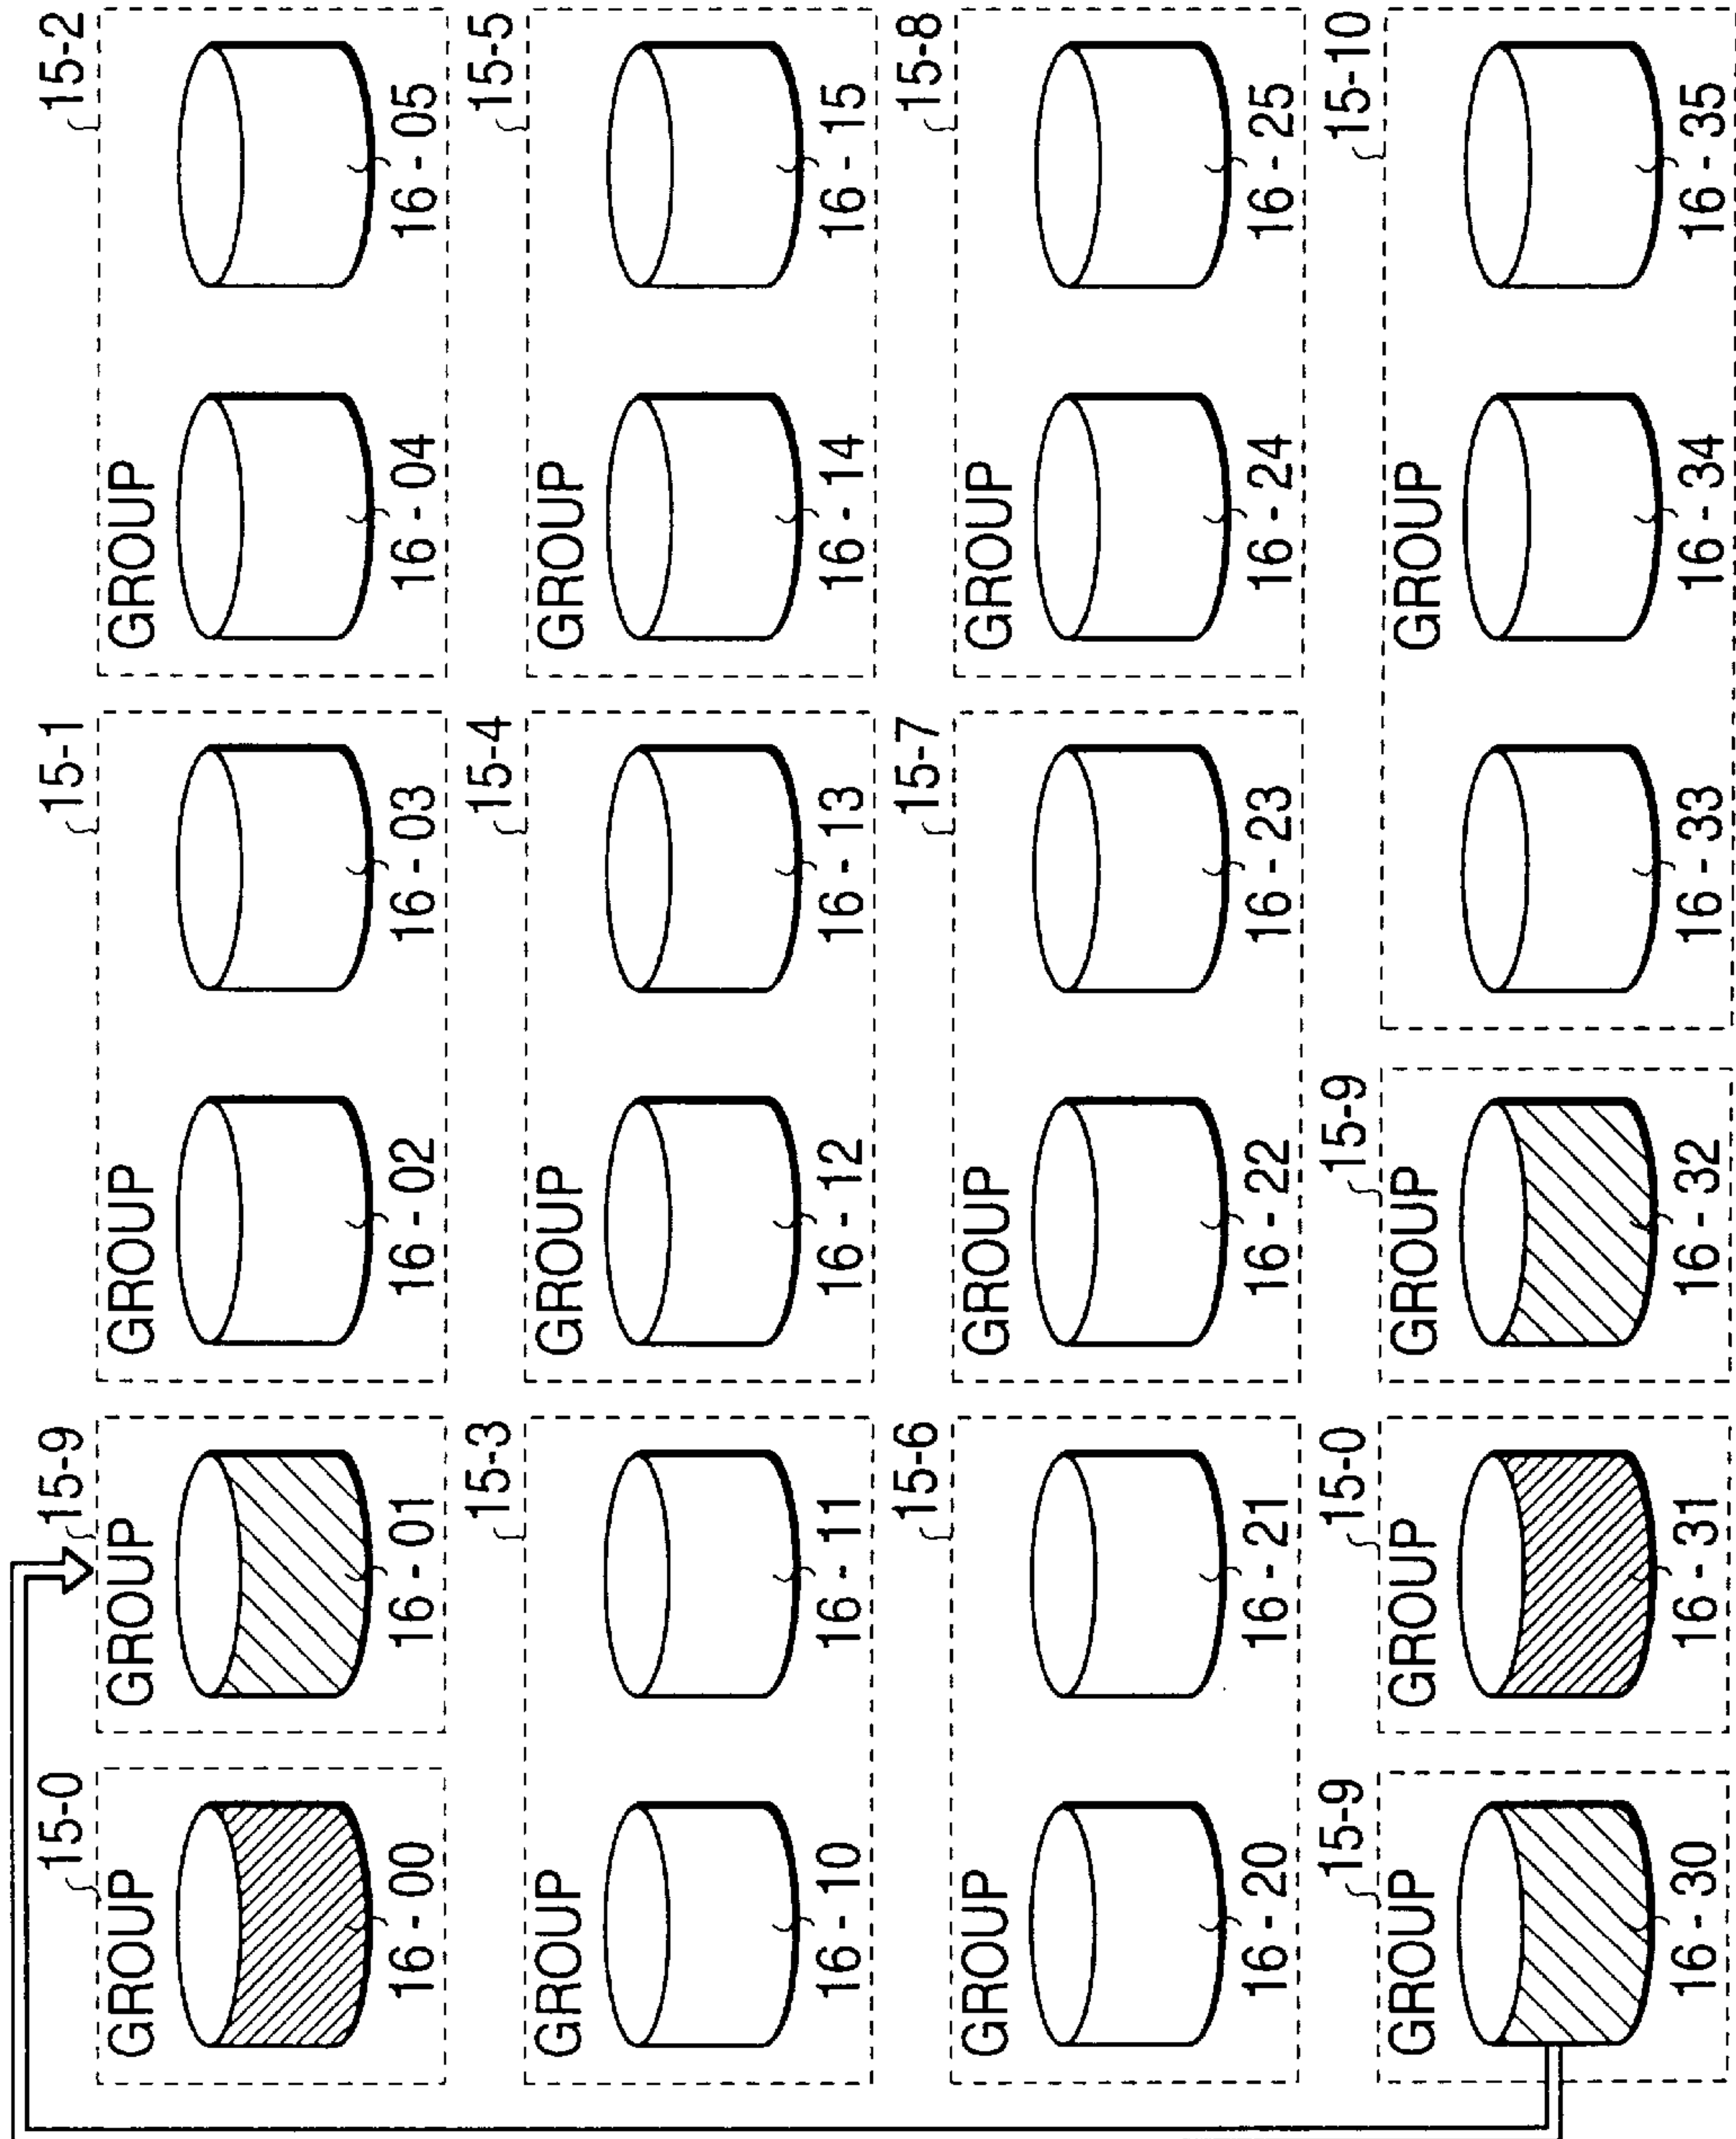 15-0 15-9 15-1 15-2
GROUP GROUP GROUP GROUP
16 - 00 16 - 01 16 - 02 16 - 03 16 - 04 16 - 05
15-3 15-4 15-5
GROUP GROUP GROUP
16 - 10 16 - 11 16 - 12 16 - 13 16 - 14 16 - 15
15-6 15-7 15-8
GROUP GROUP GROUP
16 - 20 16 - 21 16 - 22 16 - 23 16 - 24 16 - 25
15-9 15-0 15-9 15-10
GROUP GROUP GROUP GROUP
16 - 30 16 - 31 16 - 32 16 - 33 16 - 34 16 - 35